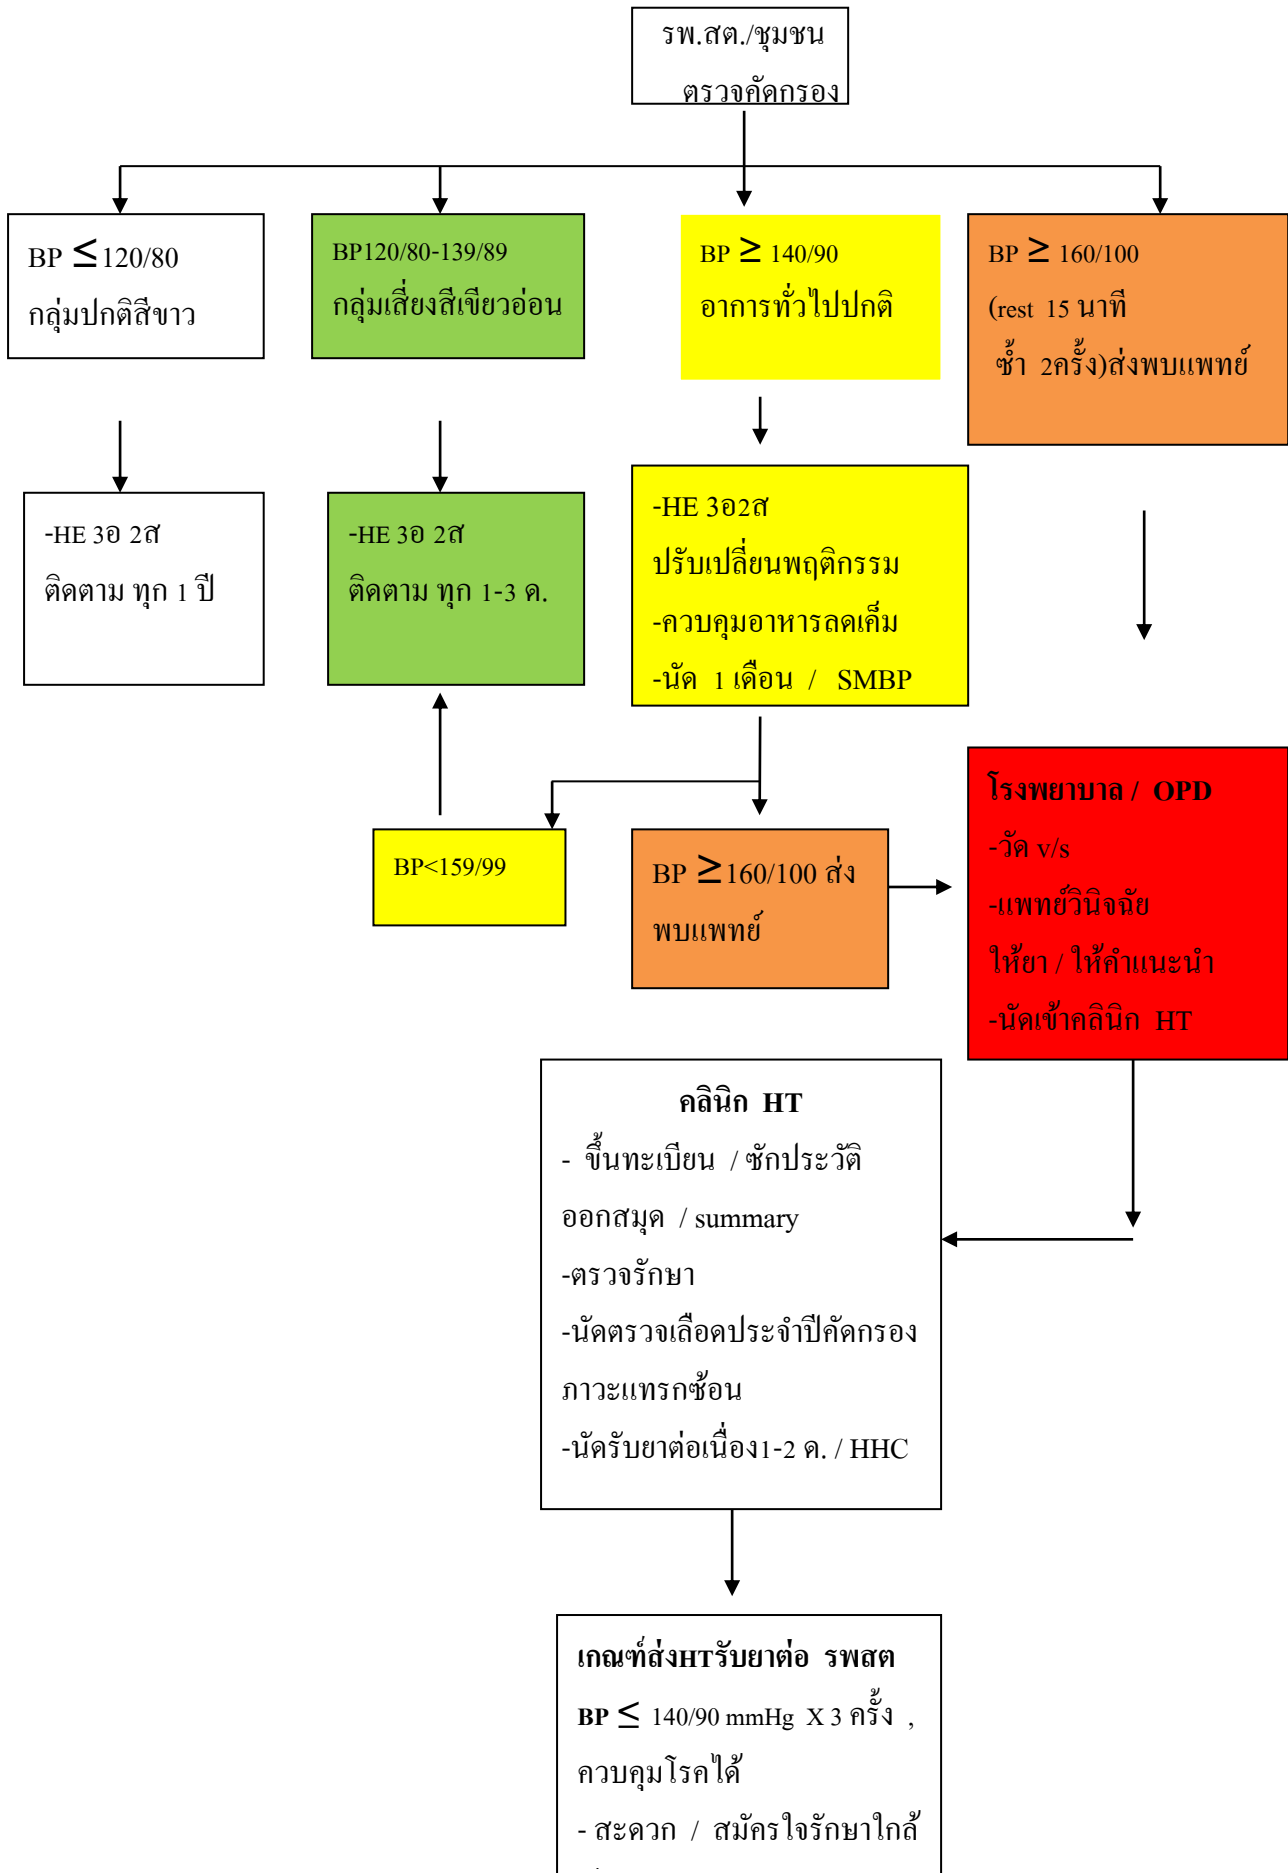 รพ.สต./ชุมชน
ตรวจคัดกรอง
BP ≤120/80
กลุ่มปกติสีขาว
BP120/80-139/89
กลุ่มเสี่ยงสีเขียวอ่อน
BP ≥ 140/90
อาการทั่วไปปกติ
BP ≥ 160/100
(rest 15 นาที
ซ้ำ 2ครั้ง)ส่งพบแพทย์
-HE 3อ 2ส
ติดตาม ทุก 1 ปี
-HE 3อ 2ส
ติดตาม ทุก 1-3 ด.
-HE 3อ2ส
ปรับเปลี่ยนพฤติกรรม
-ควบคุมอาหารลดเค็ม
-นัด 1 เดือน / SMBP
BP<159/99
BP ≥160/100 ส่ง
พบแพทย์
โรงพยาบาล / OPD
-วัด v/s
-แพทย์วินิจฉัย
ให้ยา / ให้คำแนะนำ
-นัดเข้าคลินิก HT
คลินิก HT
- ขึ้นทะเบียน / ซักประวัติ
ออกสมุด / summary
-ตรวจรักษา
-นัดตรวจเลือดประจำปีคัดกรอง
ภาวะแทรกซ้อน
-นัดรับยาต่อเนื่อง1-2 ด. / HHC
เกณฑ์ส่งHTรับยาต่อ รพสต
BP ≤ 140/90 mmHg X 3 ครั้ง ,
ควบคุมโรคได้
- สะดวก / สมัครใจรักษาใกล้